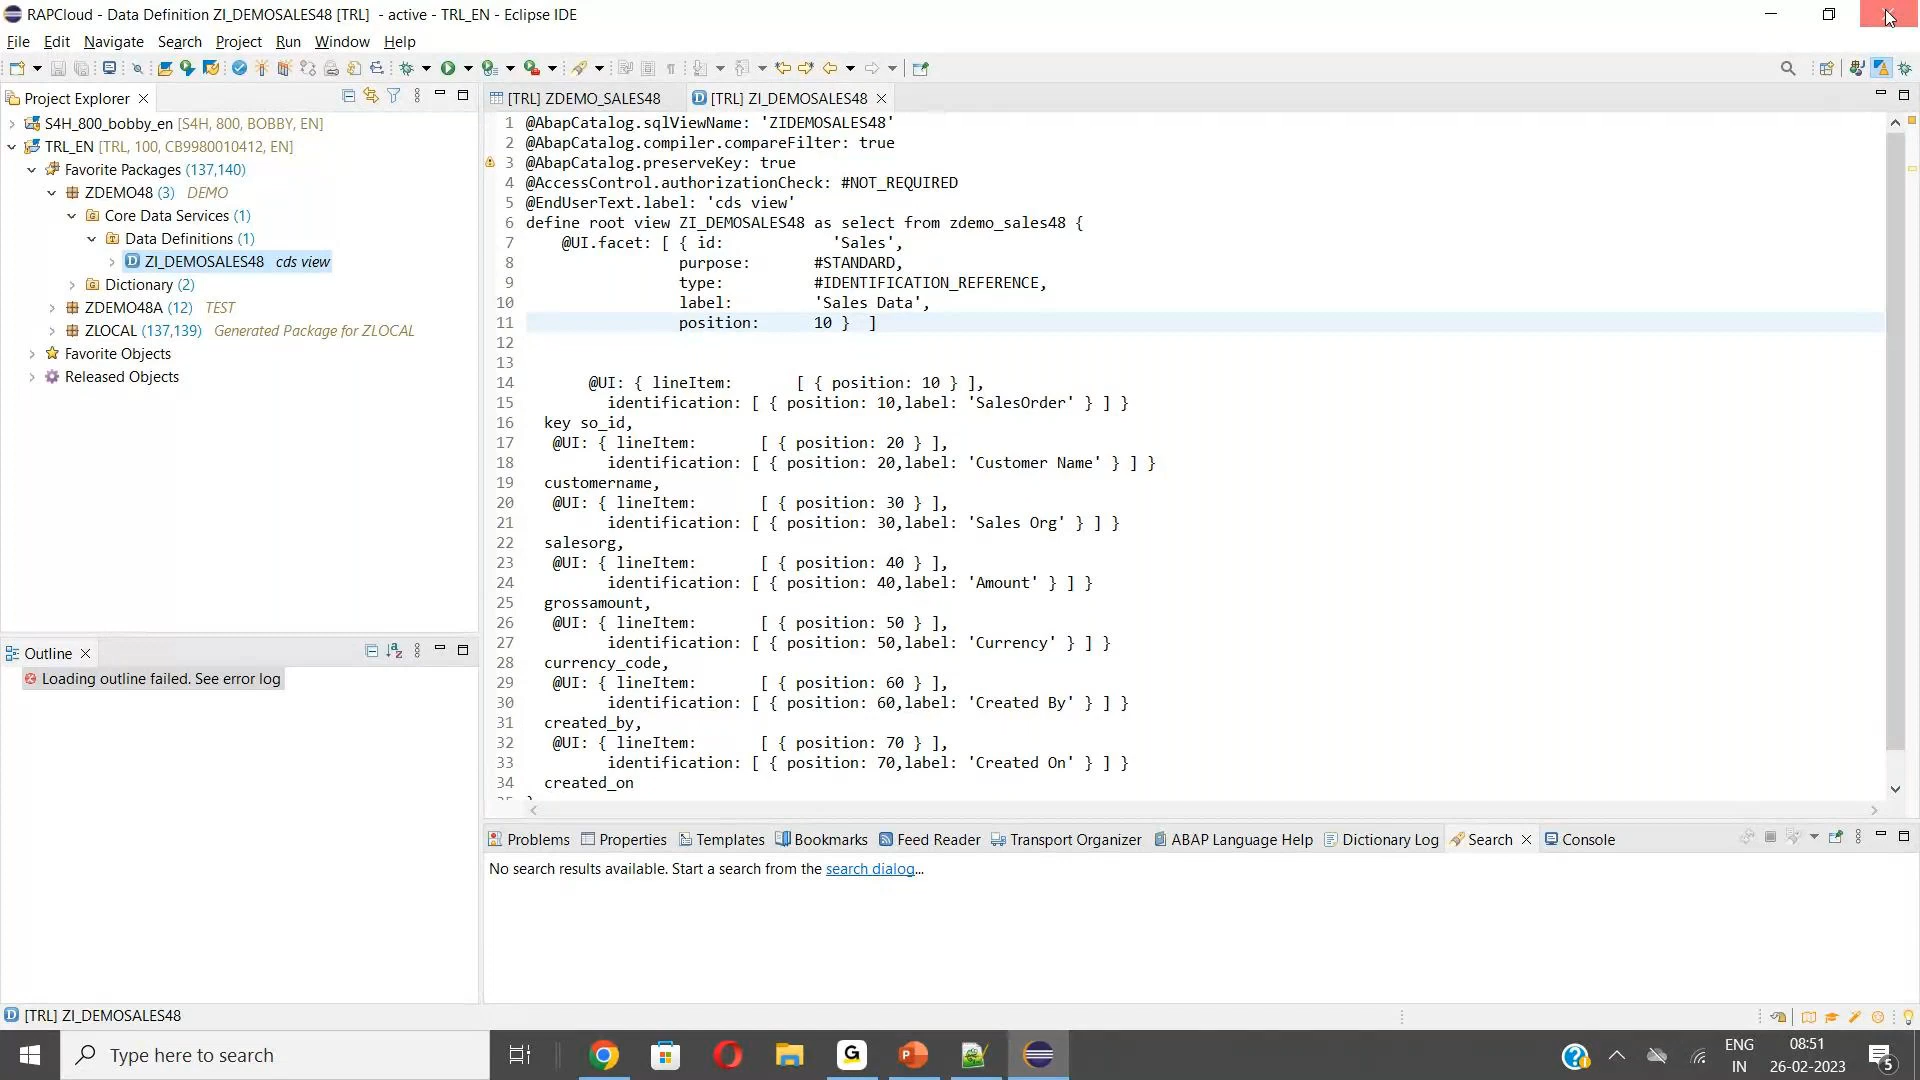 RAPCloud - Data Definition ZI_DEMOSALES48 [TRL] - active - TRL_EN - Eclipse IDE
File Edit Navigate Search Project Run Window Help
Project Explorer
S4H_800_bobby_en [S4H, 800, BOBBY, EN]
TRL_EN [TRL, 100, CB9980010412, EN]
Favorite Packages (137,140)
ZDEMO48 (3) DEMO
Core Data Services (1)
Data Definitions (1)
ZI_DEMOSALES48 cds view
Dictionary (2)
ZDEMO48A (12) TEST
ZLOCAL (137,139) Generated Package for ZLOCAL
Favorite Objects
Released Objects
Outline
Loading outline failed. See error log
[TRL] ZDEMO_SALES48 [TRL] ZI_DEMOSALES48
1 @AbapCatalog.sqlViewName: 'ZIDEMOSALES48'
2 @AbapCatalog.compiler.compareFilter: true
3 @AbapCatalog.preserveKey: true
4 @AccessControl.authorizationCheck: #NOT_REQUIRED
5 @EndUserText.label: 'cds view'
6 define root view ZI_DEMOSALES48 as select from zdemo_sales48 {
7 @UI.facet: [ { id: 'Sales',
8 purpose: #STANDARD,
9 type: #IDENTIFICATION_REFERENCE,
10 label: 'Sales Data',
11 position: 10 } ]
12
13
14 @UI: { lineItem: [ { position: 10 } ],
15 identification: [ { position: 10,label: 'SalesOrder' } ] }
16 key so_id,
17 @UI: { lineItem: [ { position: 20 } ],
18 identification: [ { position: 20,label: 'Customer Name' } ] }
19 customername,
20 @UI: { lineItem: [ { position: 30 } ],
21 identification: [ { position: 30,label: 'Sales Org' } ] }
22 salesorg,
23 @UI: { lineItem: [ { position: 40 } ],
24 identification: [ { position: 40,label: 'Amount' } ] }
25 grossamount,
26 @UI: { lineItem: [ { position: 50 } ],
27 identification: [ { position: 50,label: 'Currency' } ] }
28 currency_code,
29 @UI: { lineItem: [ { position: 60 } ],
30 identification: [ { position: 60,label: 'Created By' } ] }
31 created_by,
32 @UI: { lineItem: [ { position: 70 } ],
33 identification: [ { position: 70,label: 'Created On' } ] }
34 created_on
Problems Properties Templates Bookmarks Feed Reader Transport Organizer ABAP Language Help Dictionary Log Search Console
No search results available. Start a search from the search dialog...
[TRL] ZI_DEMOSALES48
Type here to search
ENG
IN
08:51
26-02-2023
5